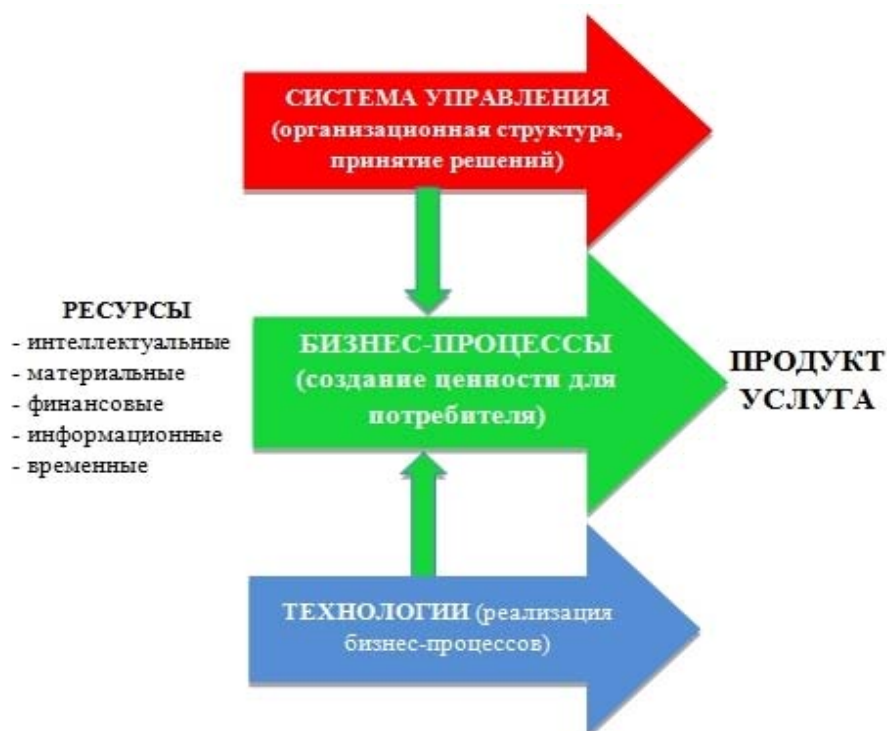 СИСТЕМА УПРАВЛЕНИЯ
(организационная структура,
принятие решений)
РЕСУРСЫ
- интеллектуальные
- материальные
- финансовые
- информационные
- временные
БИЗНЕС-ПРОЦЕССЫ
(создание ценности для
потребителя)
ПРОДУКТ
УСЛУГА
ТЕХНОЛОГИИ (реализация
бизнес-процессов)